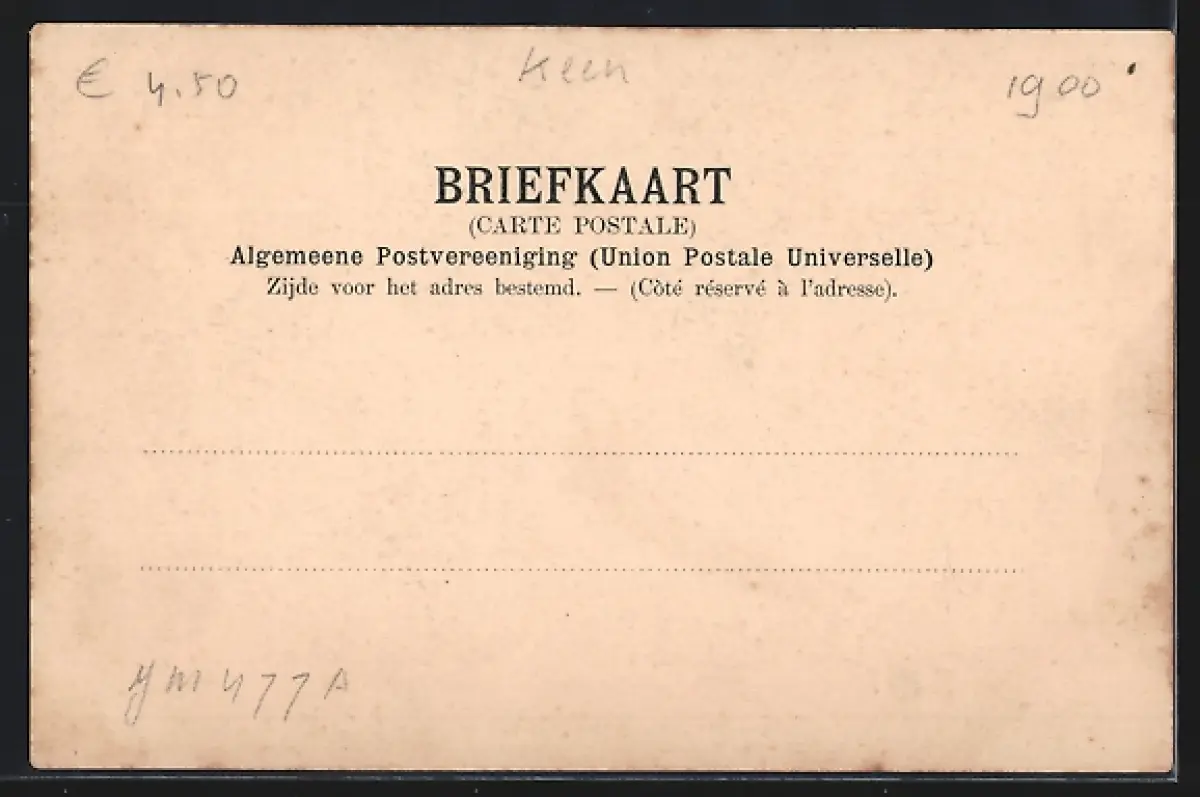 € 4.50
Keen
1900
BRIEFKAART
(CARTE POSTALE)
Algemeene Postvereeniging (Union Postale Universelle)
Zijde voor het adres bestemd. — (Côté réservé à l'adresse).
477A